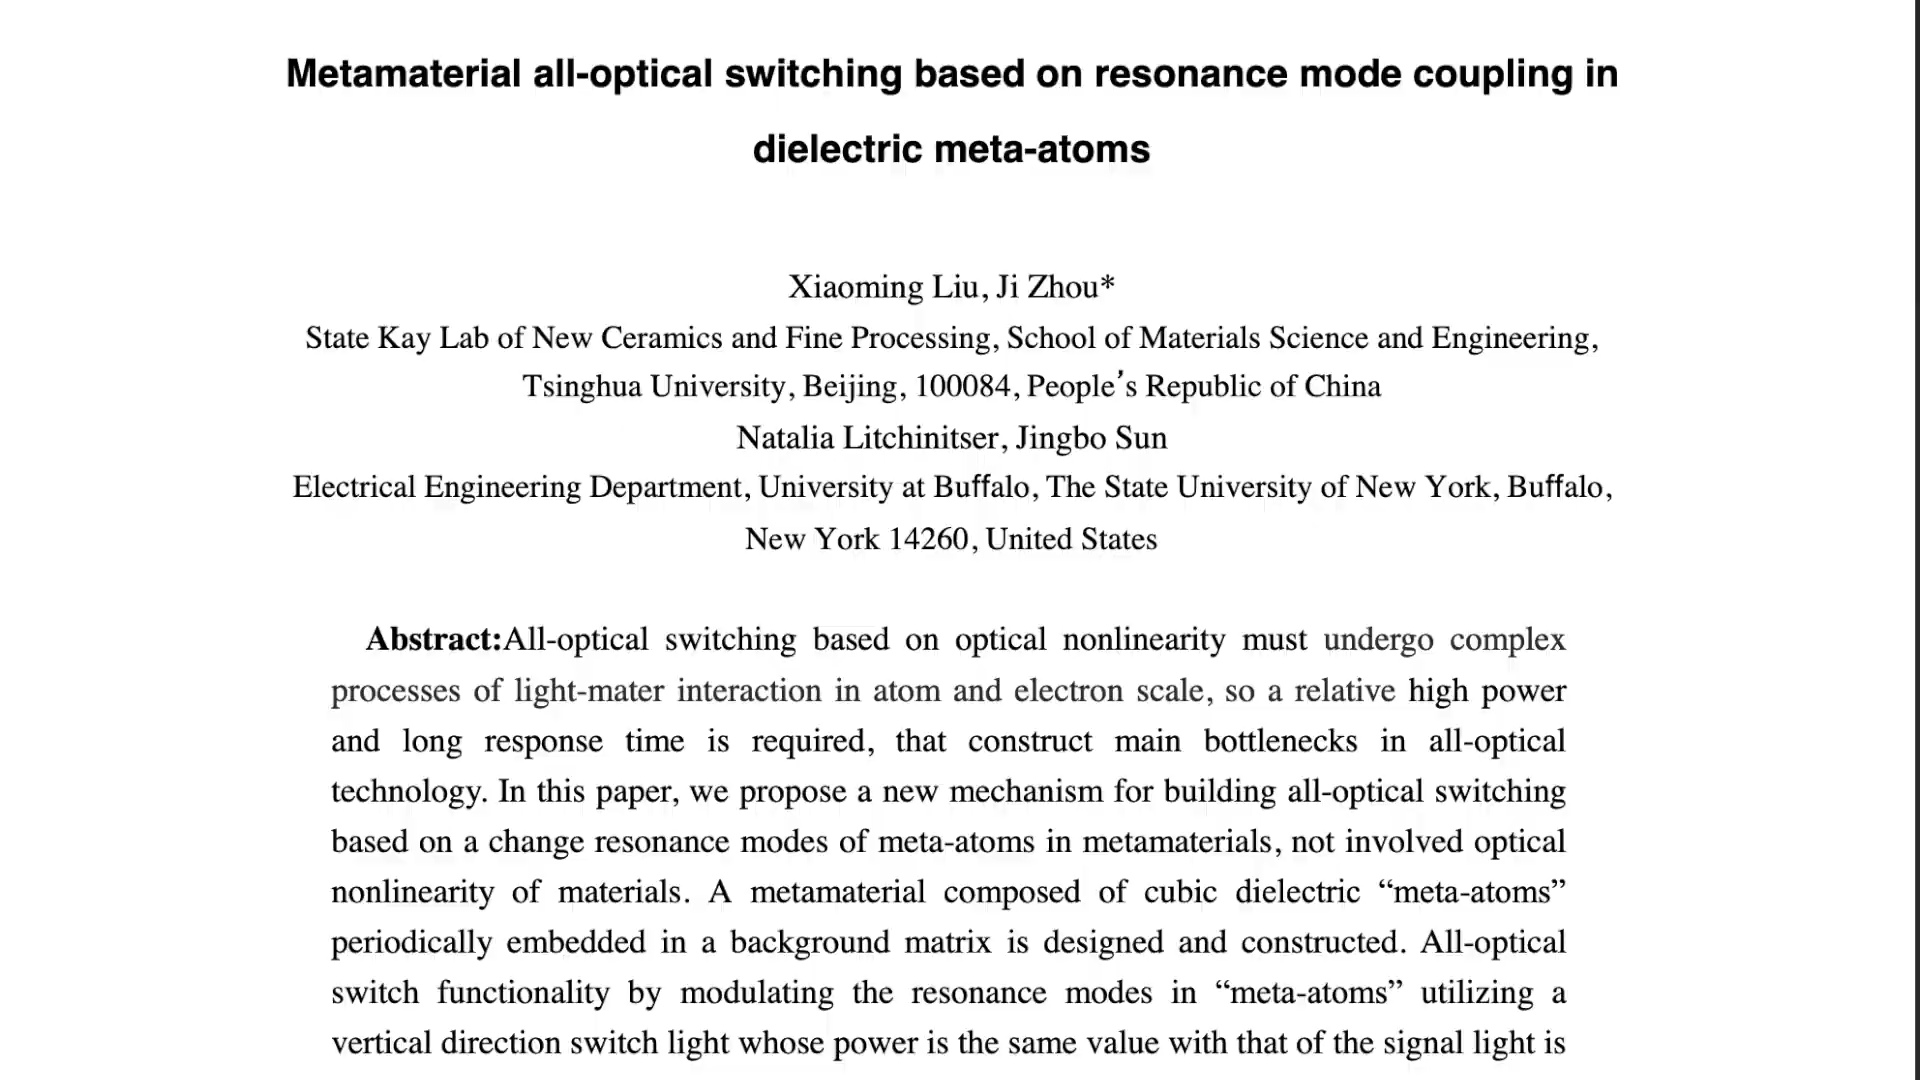 Metamaterial all-optical switching based on resonance mode coupling in
dielectric meta-atoms
Xiaoming Liu, Ji Zhou*
State Kay Lab of New Ceramics and Fine Processing, School of Materials Science and Engineering,
Tsinghua University, Beijing, 100084, People’s Republic of China
Natalia Litchinitser, Jingbo Sun
Electrical Engineering Department, University at Buffalo, The State University of New York, Buffalo,
New York 14260, United States
Abstract:All-optical switching based on optical nonlinearity must undergo complex
processes of light-mater interaction in atom and electron scale, so a relative high power
and long response time is required, that construct main bottlenecks in all-optical
technology. In this paper, we propose a new mechanism for building all-optical switching
based on a change resonance modes of meta-atoms in metamaterials, not involved optical
nonlinearity of materials. A metamaterial composed of cubic dielectric “meta-atoms”
periodically embedded in a background matrix is designed and constructed. All-optical
switch functionality by modulating the resonance modes in “meta-atoms” utilizing a
vertical direction switch light whose power is the same value with that of the signal light is